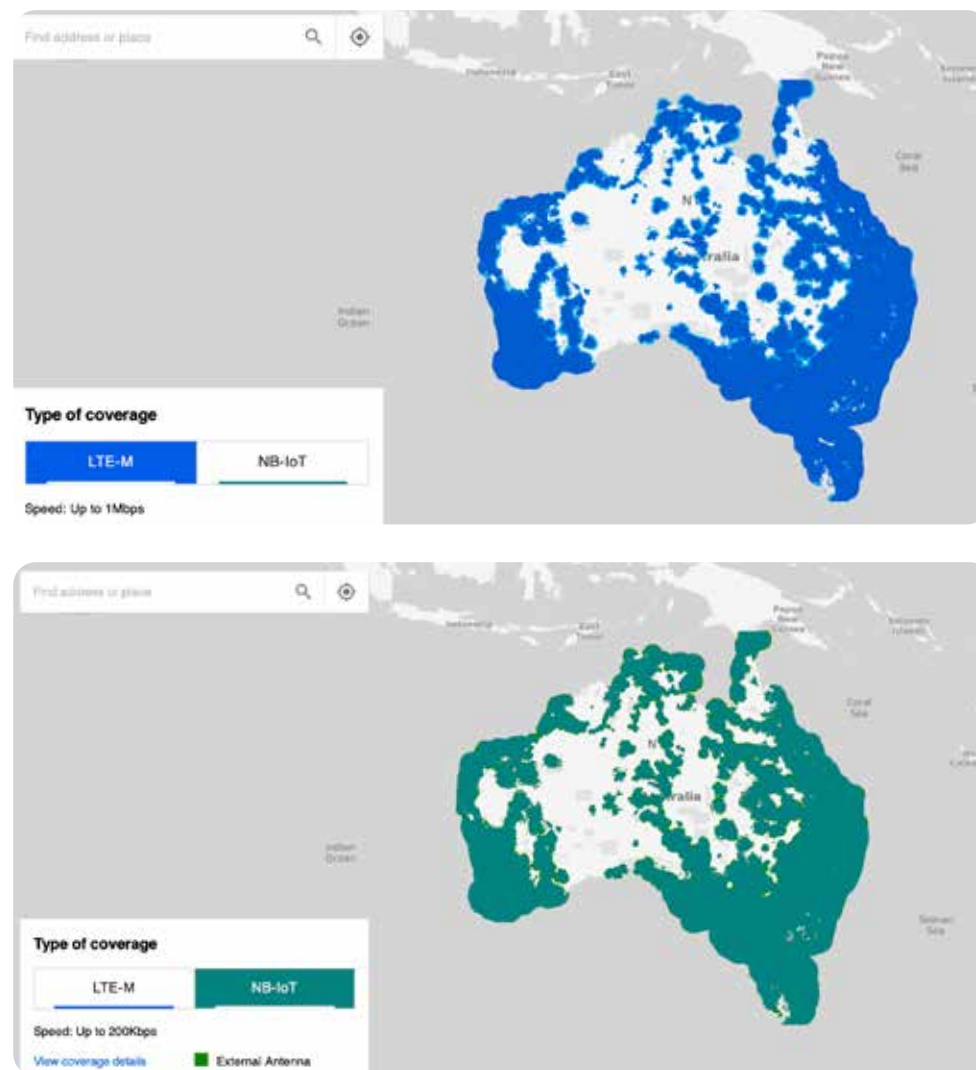 Find address or place
Indonesia
East
Timor
Papua
New
Guinea
Coral
Sea
NT
Australia
Indian
Ocean
Type of coverage
LTE-M
NB-IoT
Speed: Up to 1Mbps
Find address or place
Indonesia
East
Timor
Papua
New
Guinea
Solomon
Islands
Coral
Sea
N
ralia
Indian
Ocean
Tasman
Sea
Type of coverage
LTE-M
NB-IoT
Speed: Up to 200Kbps
View coverage details
External Antenna